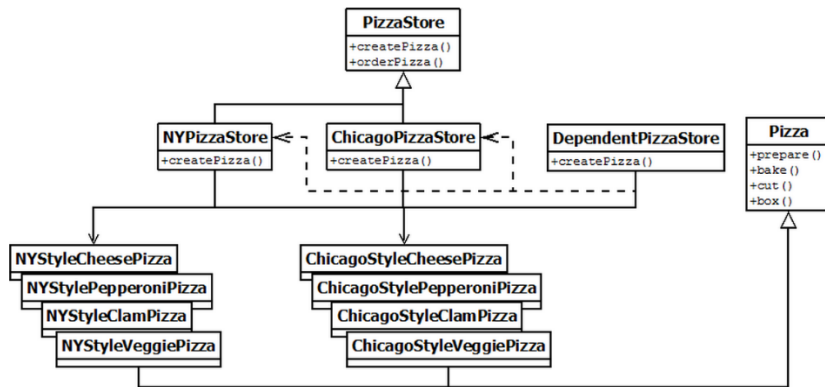 PizzaStore
+createPizza()
+orderPizza()
NYPizzaStore
+createPizza()
ChicagoPizzaStore
+createPizza()
DependentPizzaStore
+createPizza()
Pizza
+prepare()
+bake()
+cut()
+box()
NYStyleCheesePizza
NYStylePepperoniPizza
NYStyleClamPizza
NYStyleVeggiePizza
ChicagoStyleCheesePizza
ChicagoStylePepperoniPizza
ChicagoStyleClamPizza
ChicagoStyleVeggiePizza